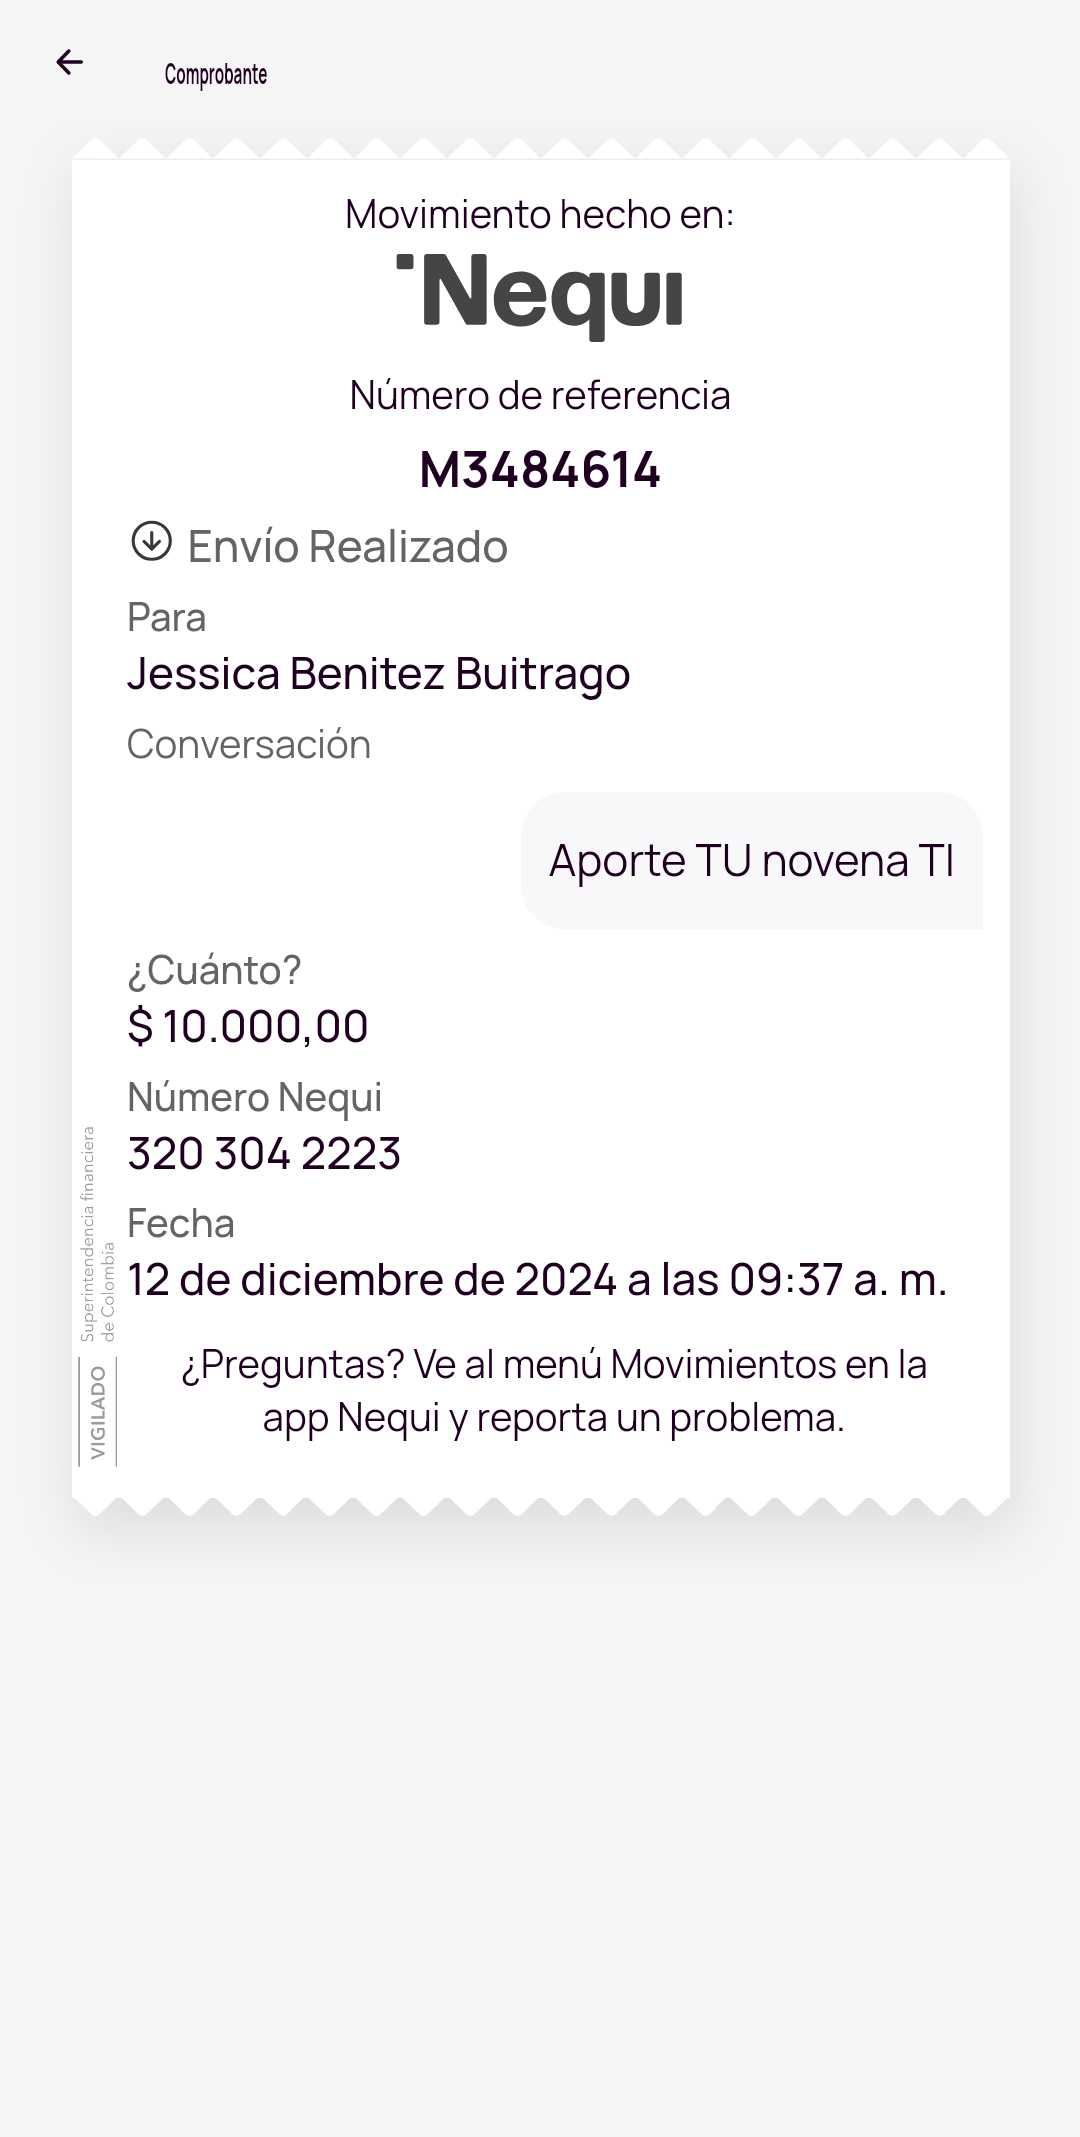 Comprobante
Movimiento hecho en:
Nequi
Número de referencia
M3484614
Envío Realizado
Para
Jessica Benitez Buitrago
Conversación
Aporte TU novena TI
¿Cuánto?
$ 10.000,00
Número Nequi
320 304 2223
Fecha
12 de diciembre de 2024 a las 09:37 a. m.
¿Preguntas? Ve al menú Movimientos en la
app Nequi y reporta un problema.
VIGILADO
Superintendencia financiera
de Colombia